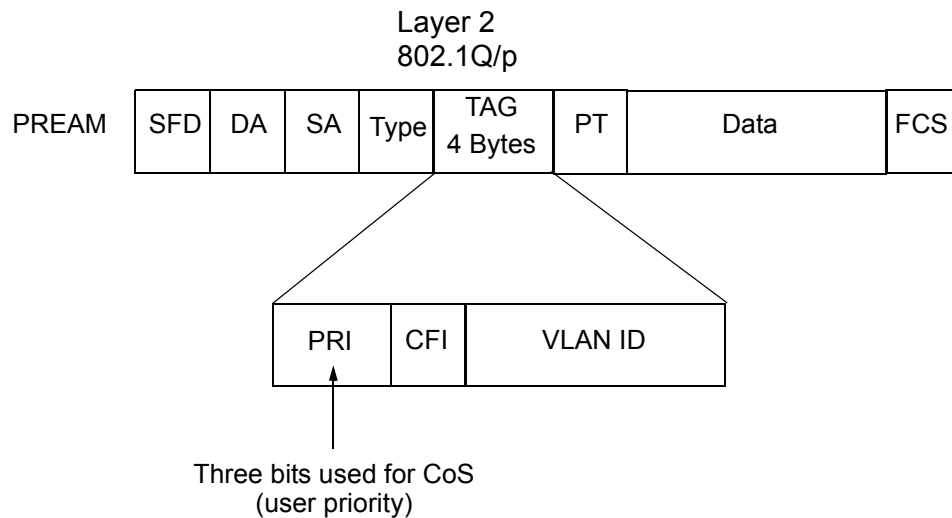 Layer 2
802.1Q/p
PREAM SFD DA SA Type TAG 4 Bytes PT Data FCS
PRI CFI VLAN ID
Three bits used for CoS
(user priority)